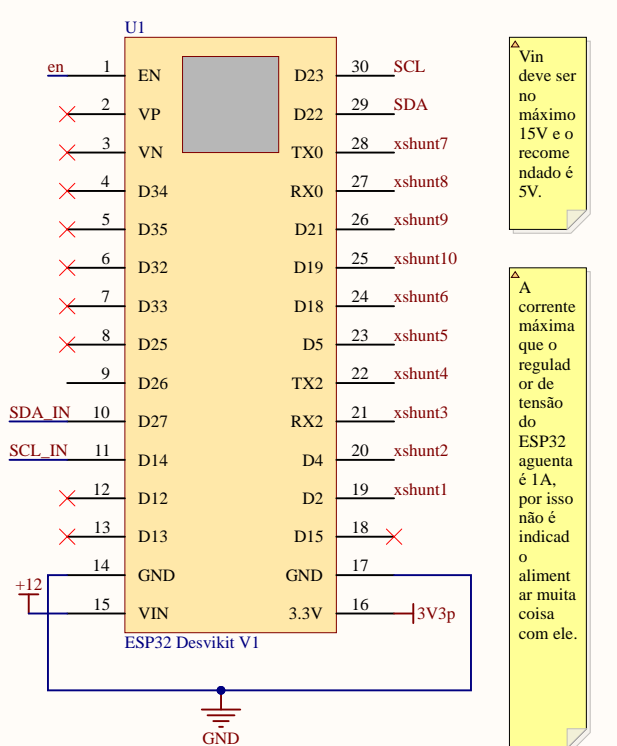 U1
en 1 EN D23 30 SCL
2 VP D22 29 SDA
3 VN TX0 28 xshunt7
4 D34 RX0 27 xshunt8
5 D35 D21 26 xshunt9
6 D32 D19 25 xshunt10
7 D33 D18 24 xshunt6
8 D25 D5 23 xshunt5
9 D26 TX2 22 xshunt4
SDA_IN 10 D27 RX2 21 xshunt3
SCL_IN 11 D14 D4 20 xshunt2
12 D12 D2 19 xshunt1
13 D13 D15 18
14 GND GND 17
+12 15 VIN 3.3V 16 3V3p
ESP32 Desvikit V1
GND
Vin
deve ser
no
máximo
15V e o
recome
ndado é
5V.
A
corrente
máxima
que o
regulad
or de
tensão
do
ESP32
aguenta
é 1A,
por isso
não é
indicad
o
aliment
ar muita
coisa
com ele.